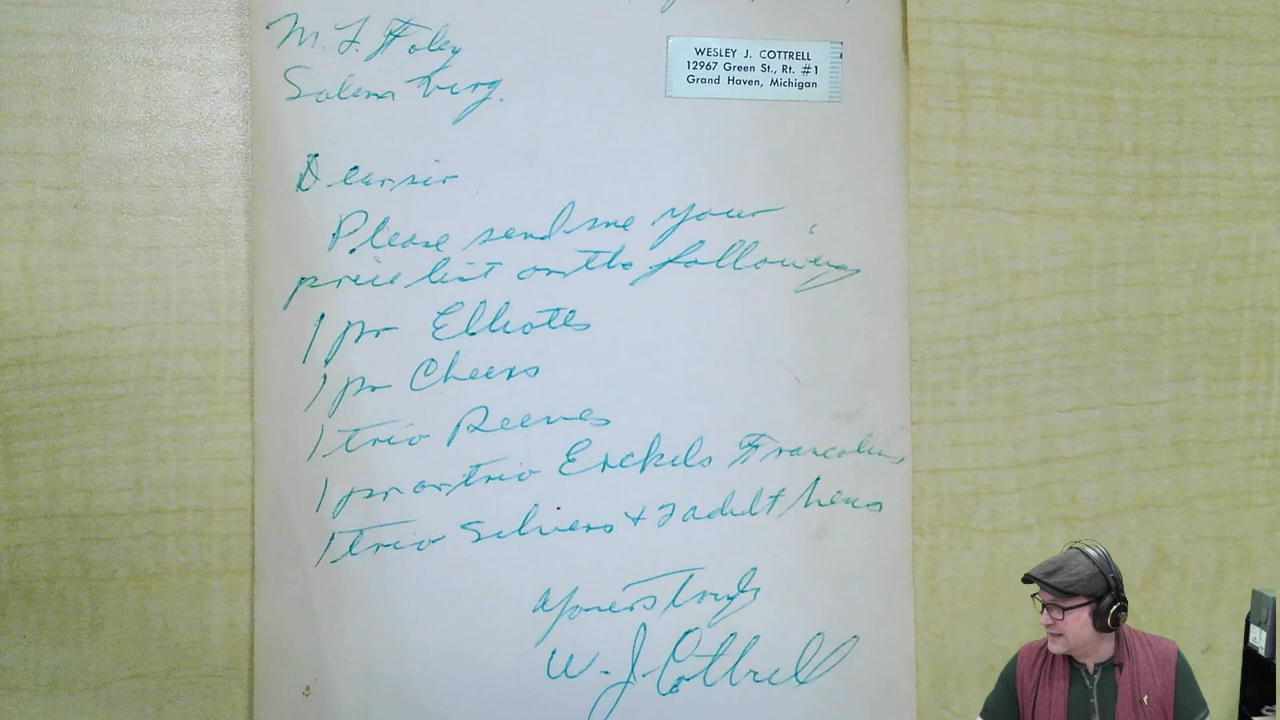 M. F. Foley
Salem Virg.
WESLEY J. COTTRELL
12967 Green St., Rt. #1
Grand Haven, Michigan
Dear sir
Please send me your
price list on the following
1 pr Elliotts
1 pr Cheers
1 trio Reeves
1 pr or trio Erckels Francolins
1 trio Silvers + 2 adult hens
Yours truly
W. J. Cottrell